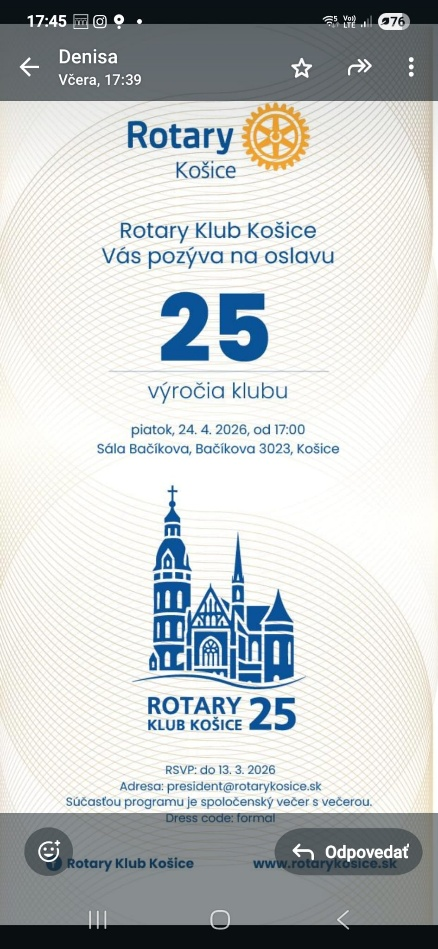 17:45
Vo))
LTE
76
Denisa
Včera, 17:39
Rotary
Košice
Rotary Klub Košice
Vás pozýva na oslavu
25
výročia klubu
piatok, 24. 4. 2026, od 17:00
Sála Bačíkova, Bačíkova 3023, Košice
ROTARY
KLUB KOŠICE 25
RSVP: do 13. 3. 2026
Adresa: president@rotarykosice.sk
Súčasťou programu je spoločenský večer s večerou.
Dress code: formal
Odpovedať
Rotary Klub Košice
www.rotarykosice.sk